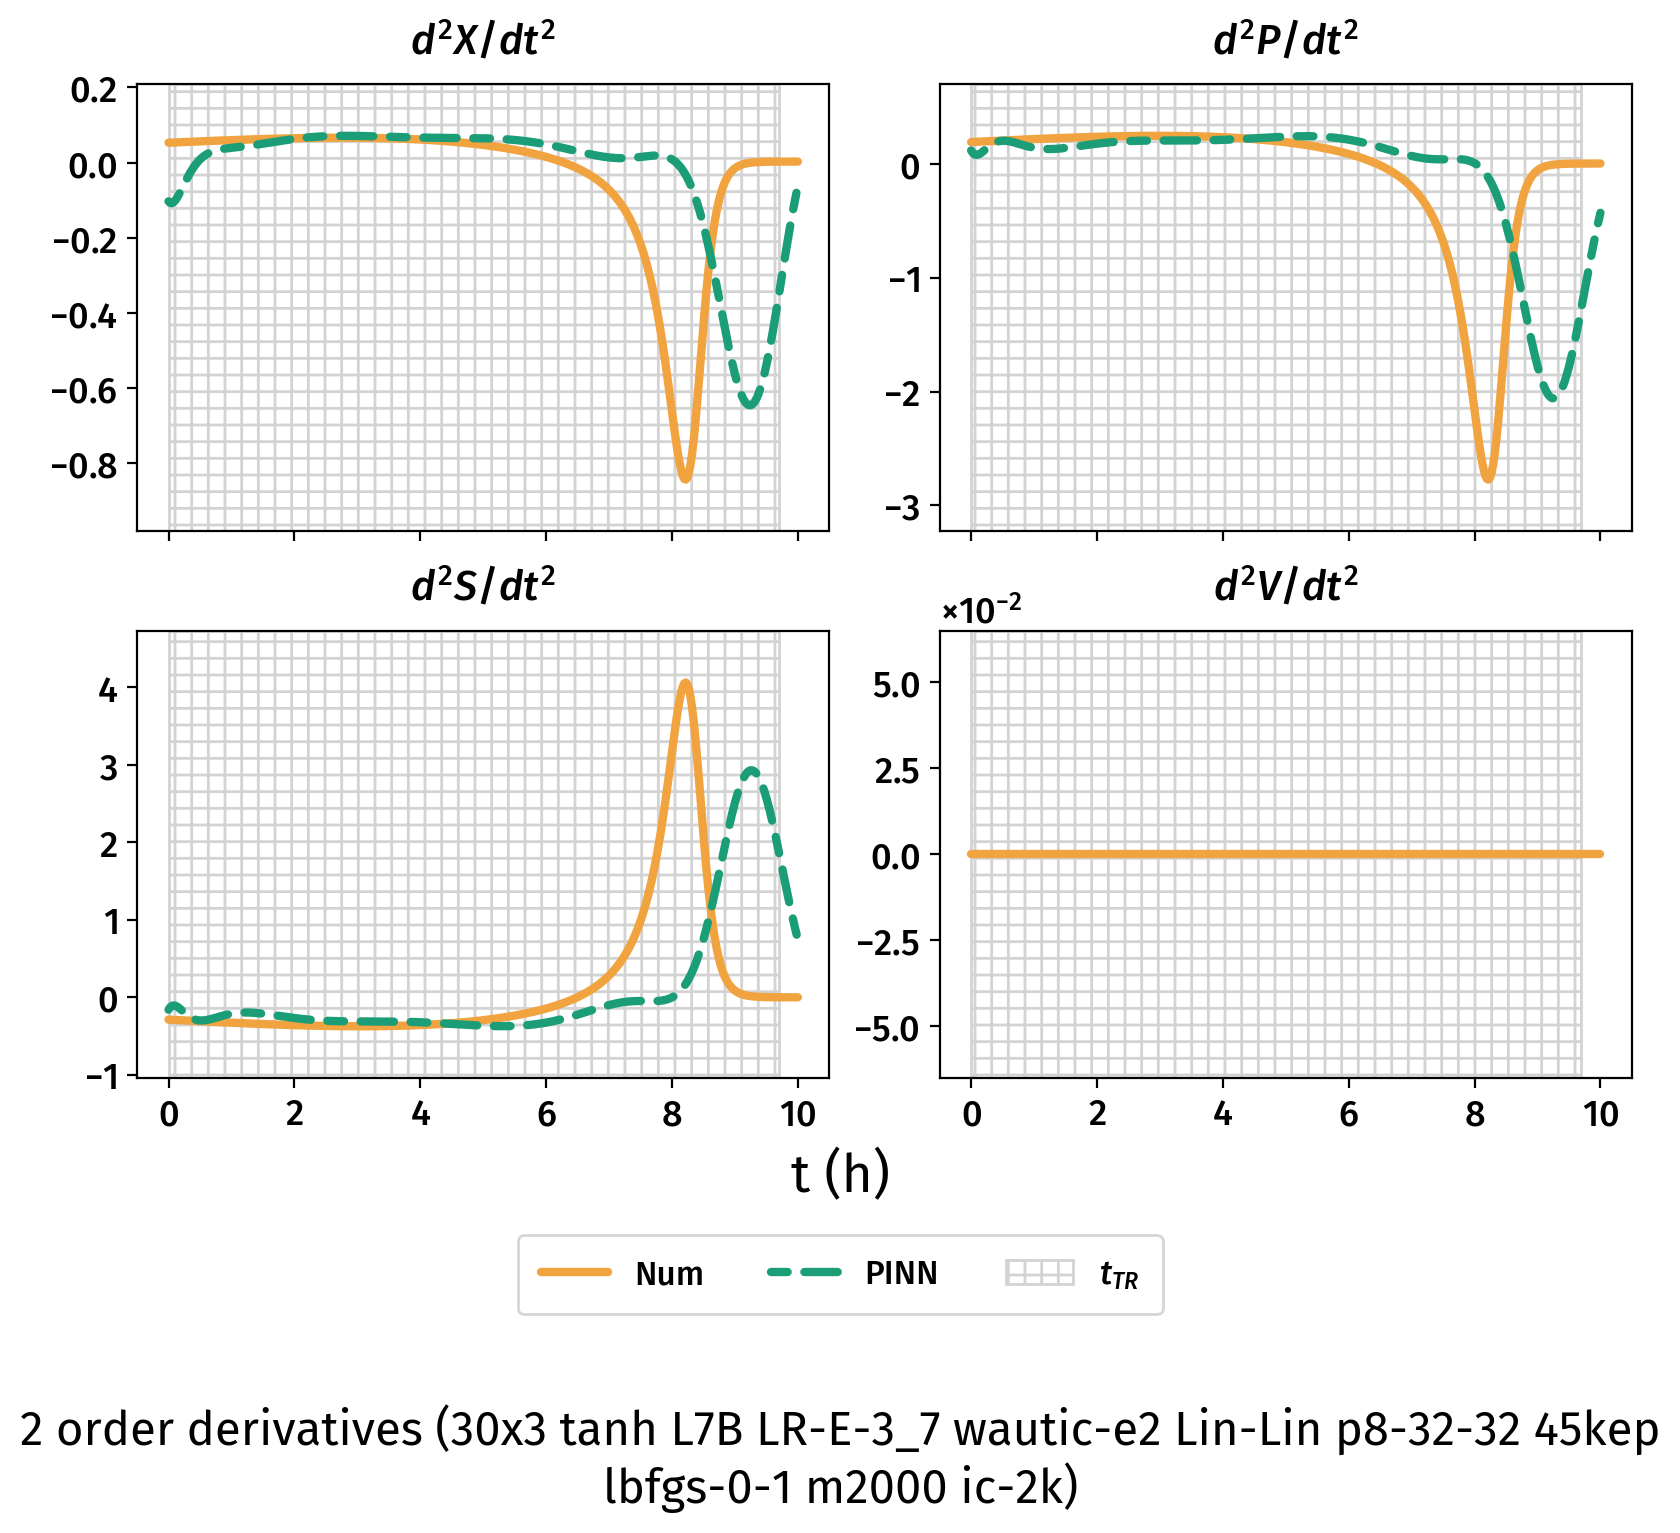 d²X/dt²
d²P/dt²
0.2
0.0
−0.2
−0.4
−0.6
−0.8
0
−1
−2
−3
d²S/dt²
d²V/dt²
×10⁻²
4
3
2
1
0
−1
5.0
2.5
0.0
−2.5
−5.0
0 2 4 6 8 10
0 2 4 6 8 10
t (h)
Num PINN t_TR
2 order derivatives (30x3 tanh L7B LR-E-3_7 wautic-e2 Lin-Lin p8-32-32 45kep
lbfgs-0-1 m2000 ic-2k)